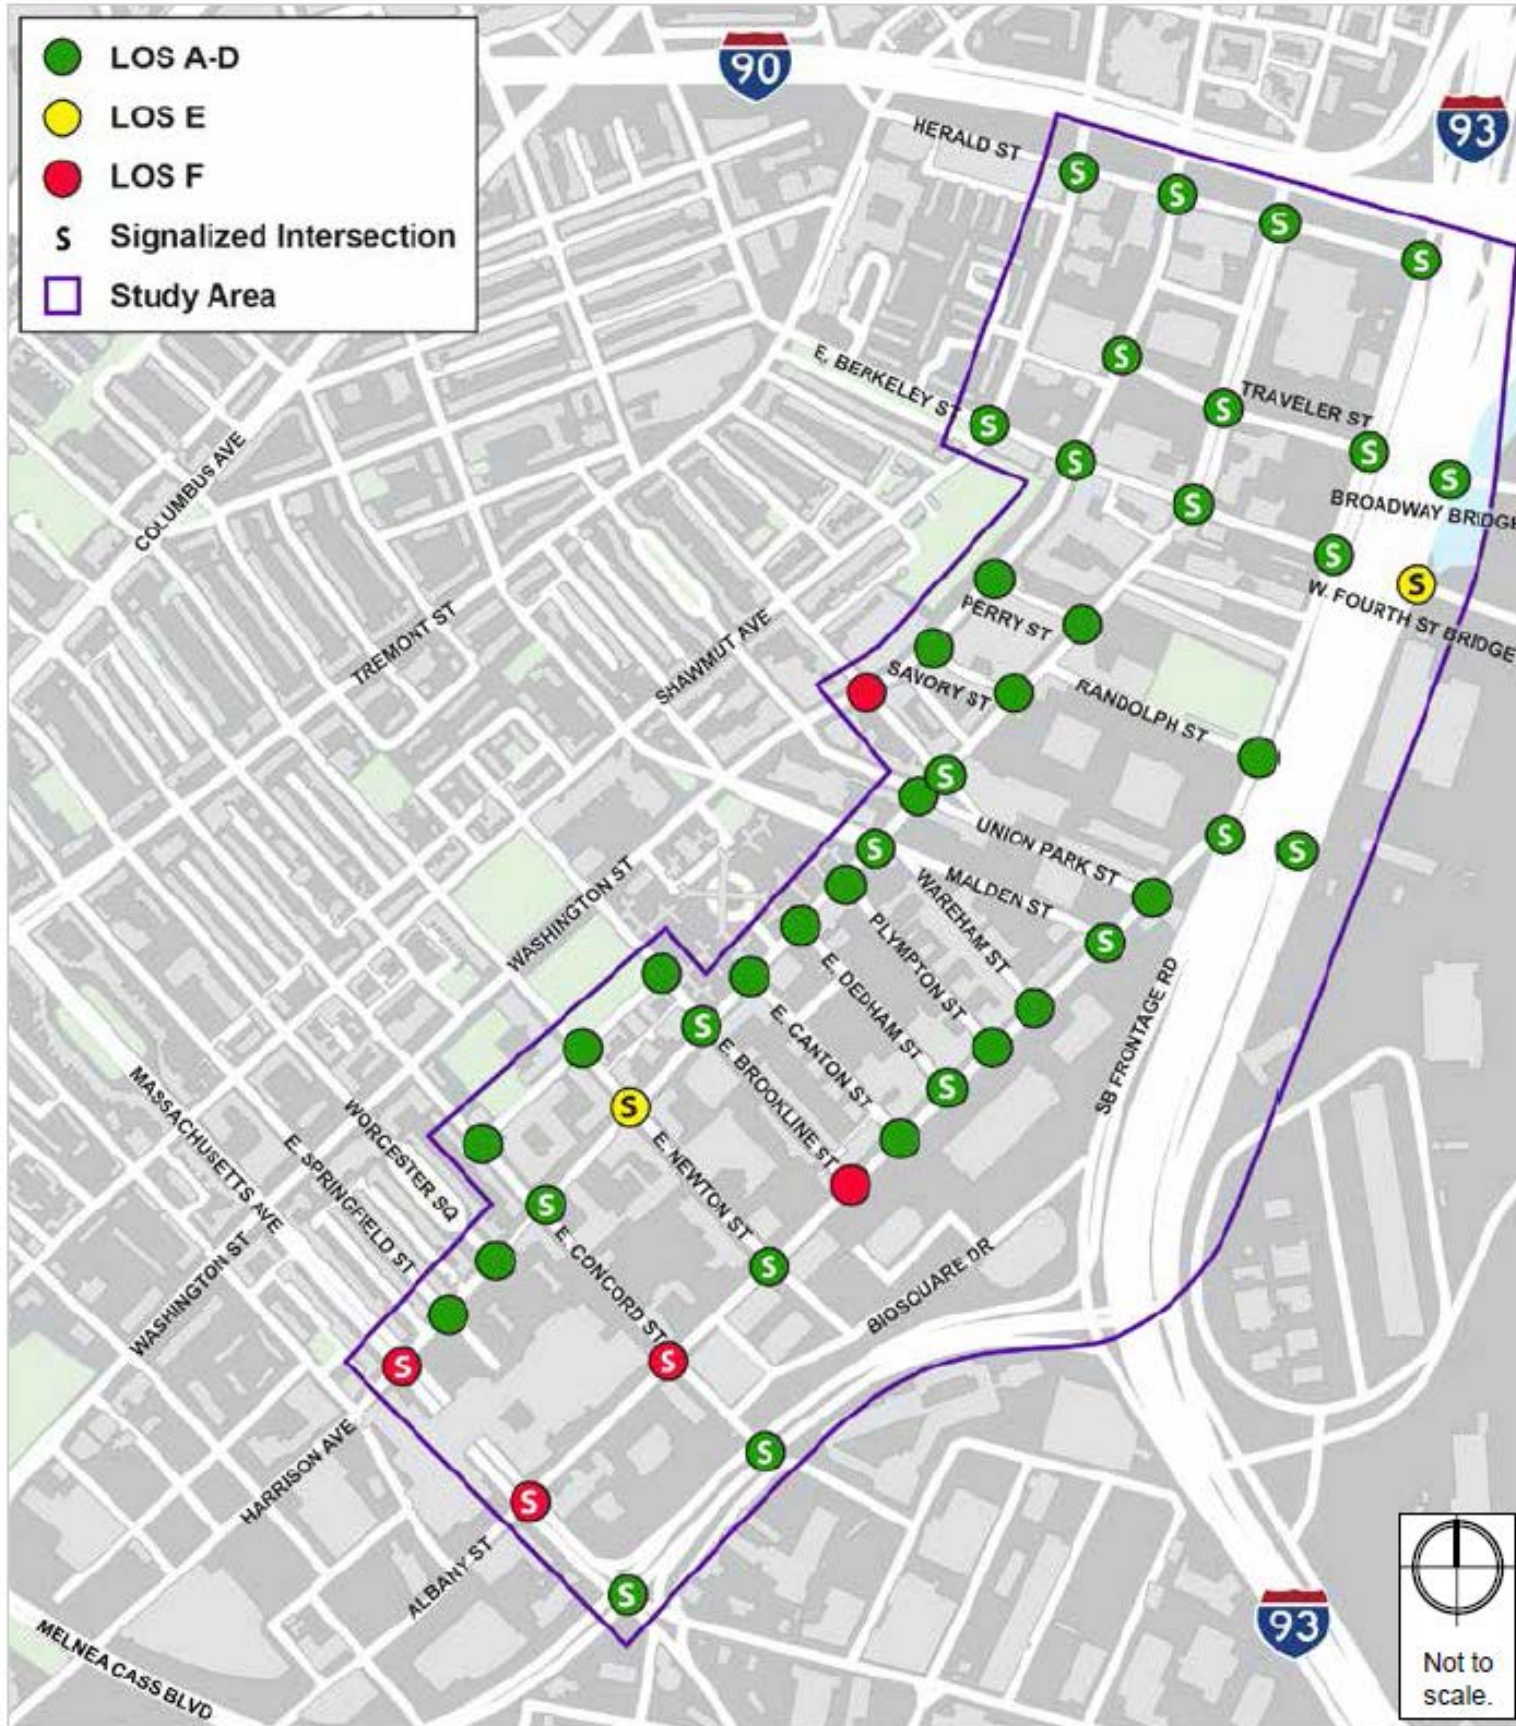 LOS A-D
LOS E
LOS F
S Signalized Intersection
Study Area
90
93
HERALD ST
S
S
S
S
E. BERKELEY ST
S
S
S
TRAVELER ST
S
S
S
S
BROADWAY BRIDGE
S
S
S
W. FOURTH ST BRIDGE
COLUMBUS AVE
TREMONT ST
SHAWMUT AVE
PERRY ST
SAVORY ST
RANDOLPH ST
S
UNION PARK ST
S
S
S
MALDEN ST
S
WAREHAM ST
PLYMPTON ST
WASHINGTON ST
E. DEDHAM ST
E. CANTON ST
S
S
E. BROOKLINE ST
SB FRONTAGE RD
MASSACHUSETTS AVE
E. SPRINGFIELD ST
WORCESTER SQ
S
E. NEWTON ST
S
E. CONCORD ST
S
WASHINGTON ST
BIOSQUARE DR
S
S
S
HARRISON AVE
S
ALBANY ST
S
MELNEA CASS BLVD
93
Not to
scale.